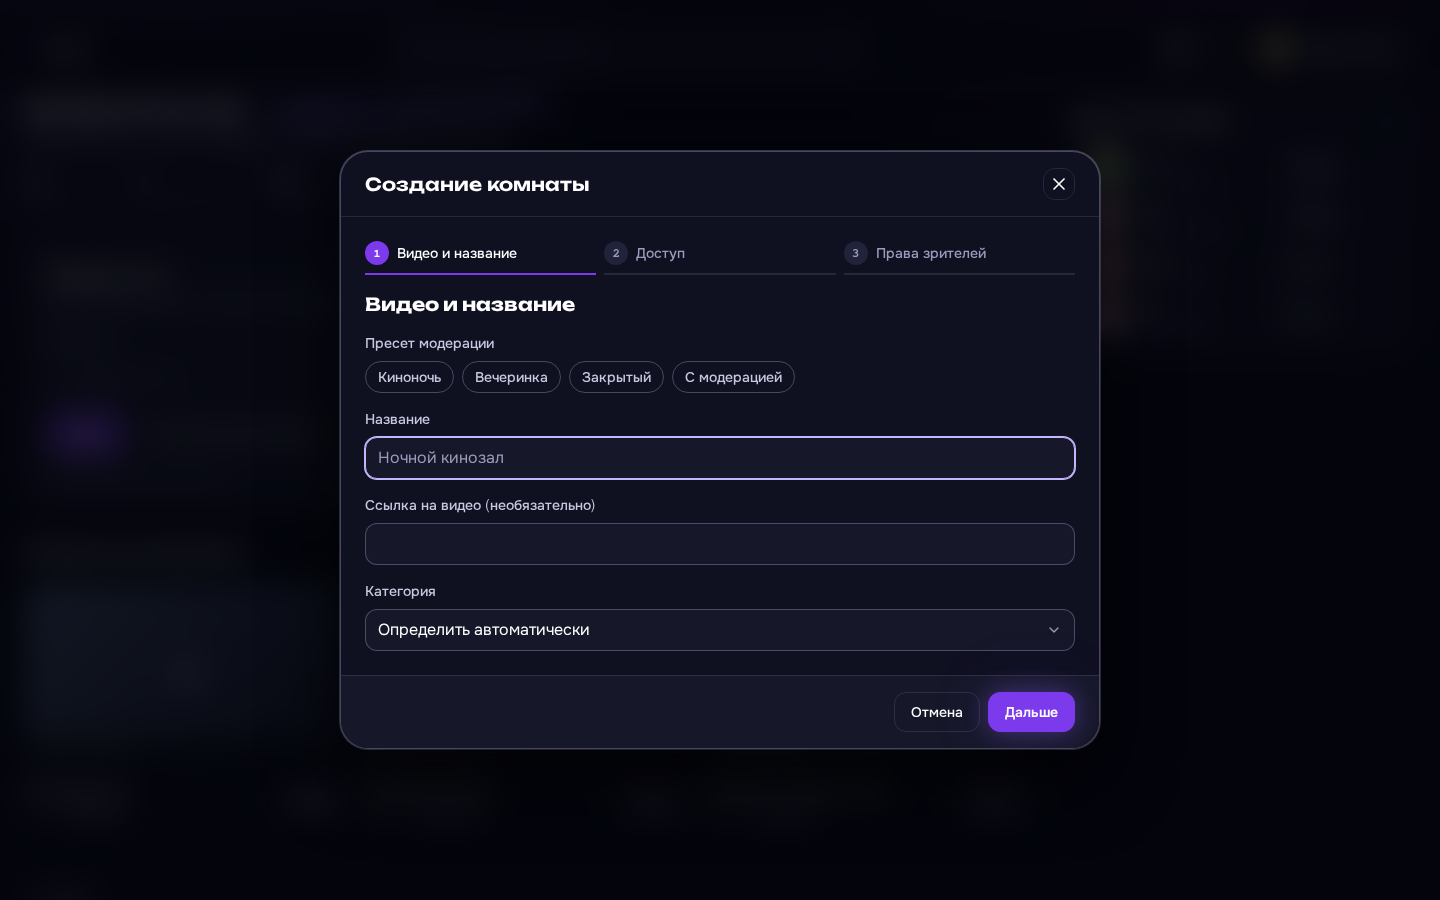 Создание комнаты
1 Видео и название
2 Доступ
3 Права зрителей
Видео и название
Пресет модерации
Киноночь Вечеринка Закрытый С модерацией
Название
Ночной кинозал
Ссылка на видео (необязательно)
Категория
Определить автоматически
Отмена Дальше